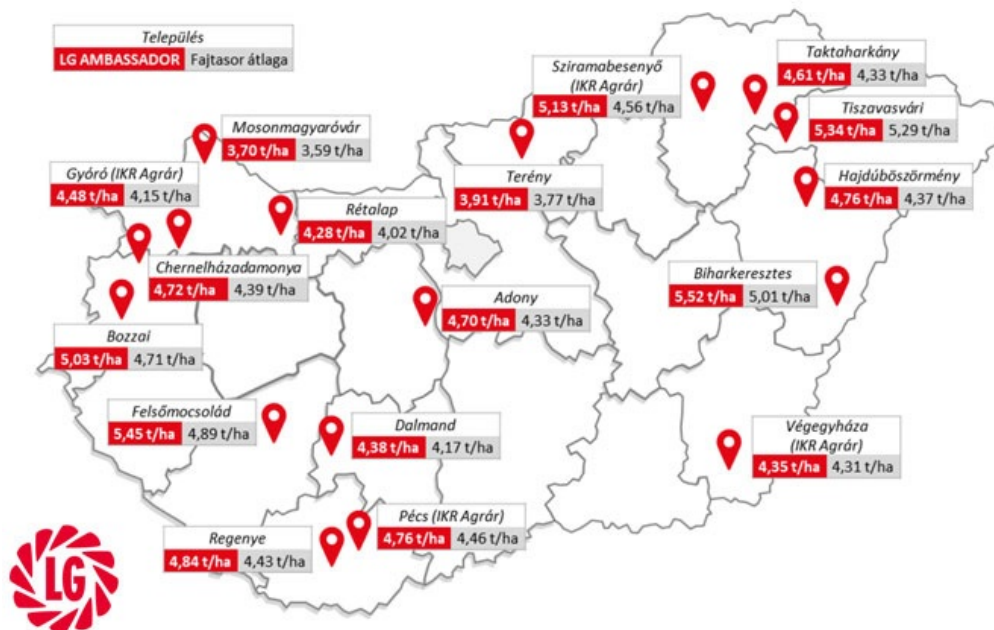 Település
LG AMBASSADOR Fajtasor átlaga
Taktaharkány
4,61 t/ha 4,33 t/ha
Sziramabesenyő
(IKR Agrár)
5,13 t/ha 4,56 t/ha
Tiszavasvári
5,34 t/ha 5,29 t/ha
Mosonmagyaróvár
3,70 t/ha 3,59 t/ha
Gyóró (IKR Agrár)
4,48 t/ha 4,15 t/ha
Terény
3,91 t/ha 3,77 t/ha
Hajdúböszörmény
4,76 t/ha 4,37 t/ha
Rétalap
4,28 t/ha 4,02 t/ha
Chernelházadamonya
4,72 t/ha 4,39 t/ha
Biharkeresztes
5,52 t/ha 5,01 t/ha
Adony
4,70 t/ha 4,33 t/ha
Bozzai
5,03 t/ha 4,71 t/ha
Felsőmocsolád
5,45 t/ha 4,89 t/ha
Dalmand
4,38 t/ha 4,17 t/ha
Végegyháza
(IKR Agrár)
4,35 t/ha 4,31 t/ha
Pécs (IKR Agrár)
4,76 t/ha 4,46 t/ha
Regenye
4,84 t/ha 4,43 t/ha
LG